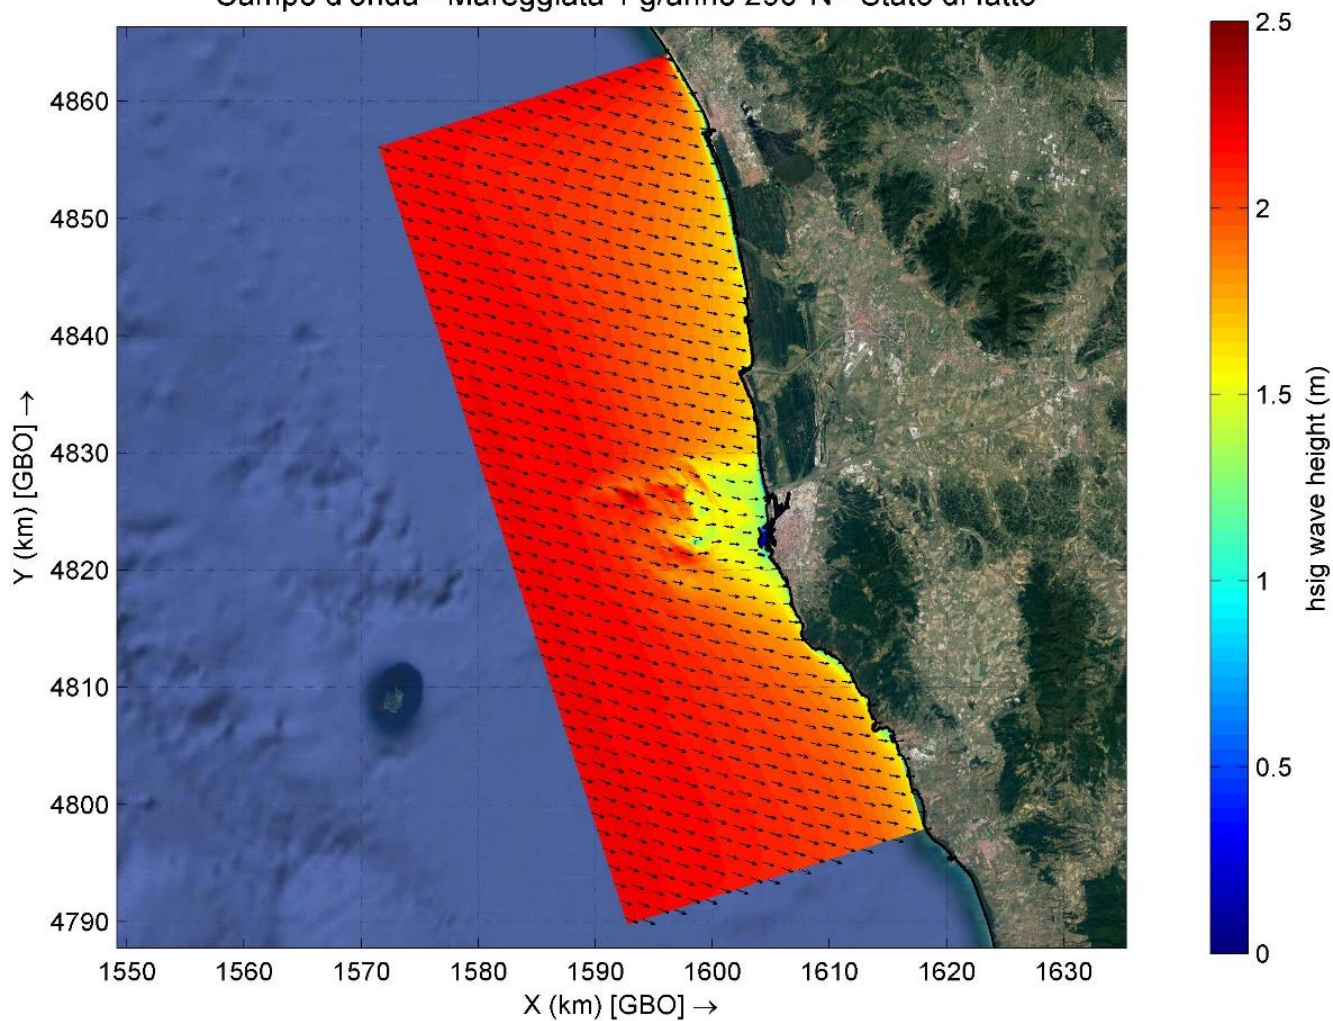 Campo d'onda - Mareggiata g/anno 290°N - Stato di fatto
4860
4850
4840
4830
4820
4810
4800
4790
Y (km) [GBO] →
1550 1560 1570 1580 1590 1600 1610 1620 1630
X (km) [GBO] →
2.5
2
1.5
1
0.5
0
hsig wave height (m)